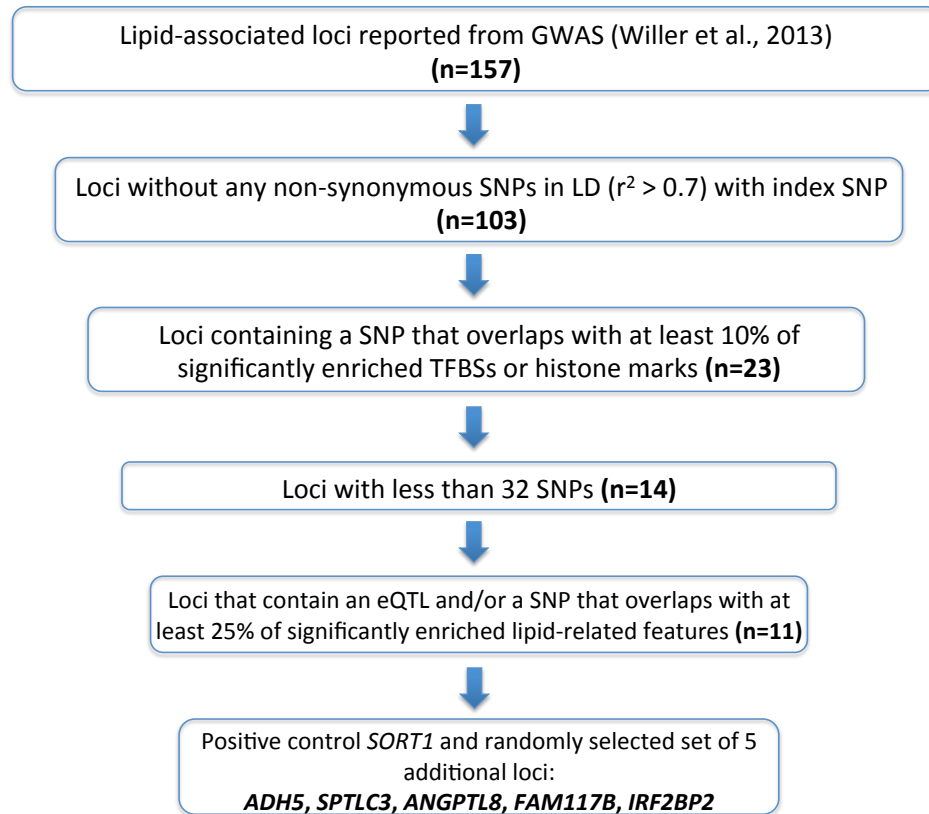 Lipid-associated loci reported from GWAS (Willer et al., 2013)
(n=157)
Loci without any non-synonymous SNPs in LD (r² > 0.7) with index SNP
(n=103)
Loci containing a SNP that overlaps with at least 10% of
significantly enriched TFBSs or histone marks (n=23)
Loci with less than 32 SNPs (n=14)
Loci that contain an eQTL and/or a SNP that overlaps with at
least 25% of significantly enriched lipid-related features (n=11)
Positive control SORT1 and randomly selected set of 5
additional loci:
ADH5, SPTLC3, ANGPTL8, FAM117B, IRF2BP2